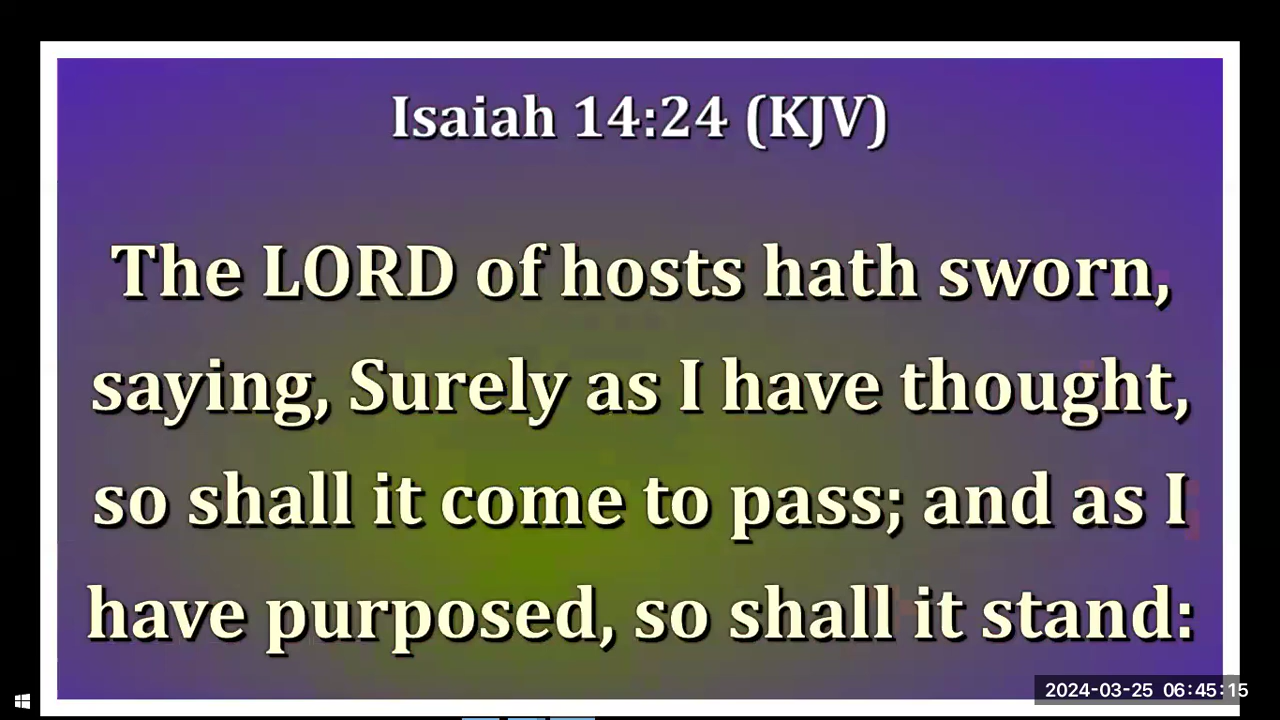 Isaiah 14:24 (KJV)
The LORD of hosts hath sworn,
saying, Surely as I have thought,
so shall it come to pass; and as I
have purposed, so shall it stand:
2024-03-25 06:45:15